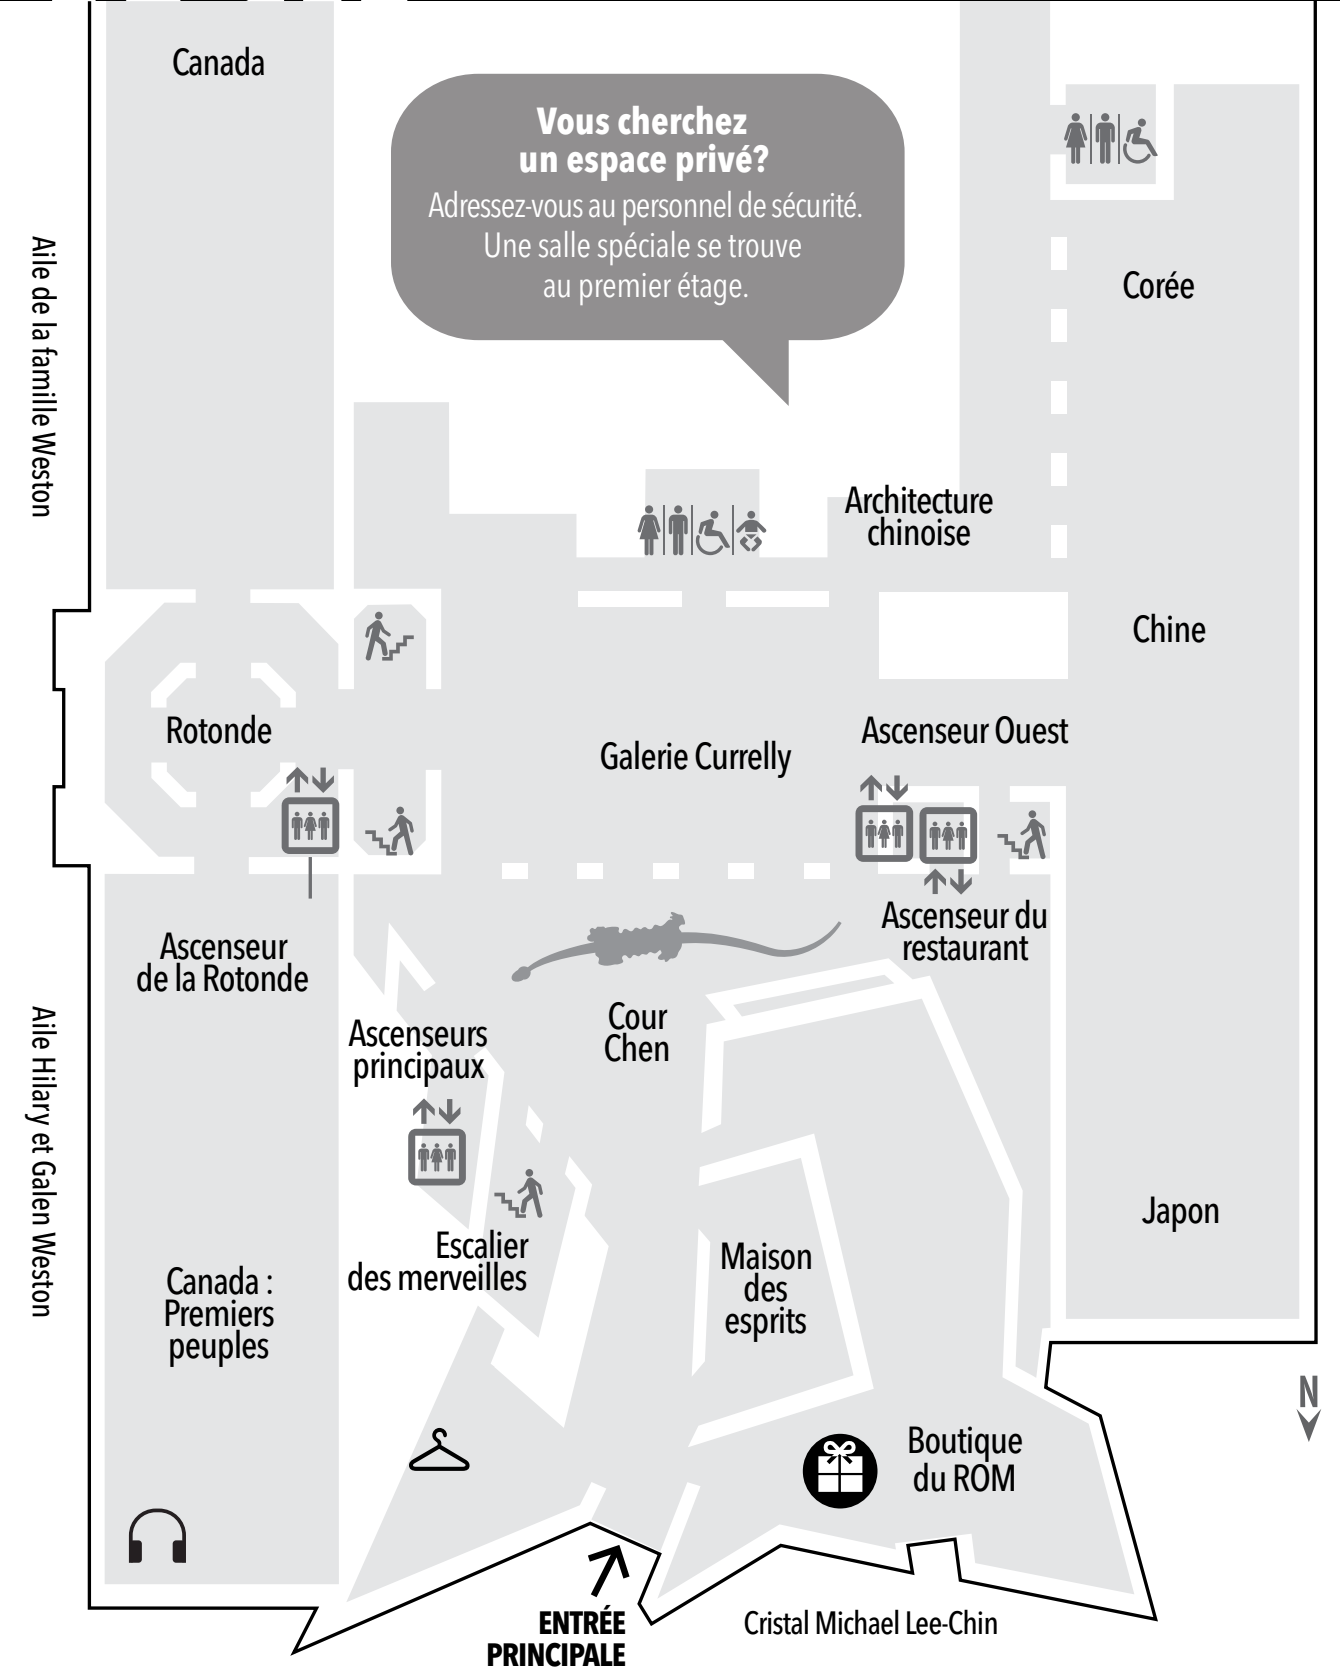 Canada
Vous cherchez
un espace privé?
Adressez-vous au personnel de sécurité.
Une salle spéciale se trouve
au premier étage.
Corée
Aile de la famille Weston
Architecture
chinoise
Chine
Rotonde
Galerie Currelly
Ascenseur Ouest
Ascenseur du
restaurant
Ascenseur
de la Rotonde
Cour
Chen
Ascenseurs
principaux
Aile Hilary et Galen Weston
Japon
Escalier
des merveilles
Maison
des
esprits
Canada :
Premiers
peuples
N
Boutique
du ROM
ENTRÉE
PRINCIPALE
Cristal Michael Lee-Chin